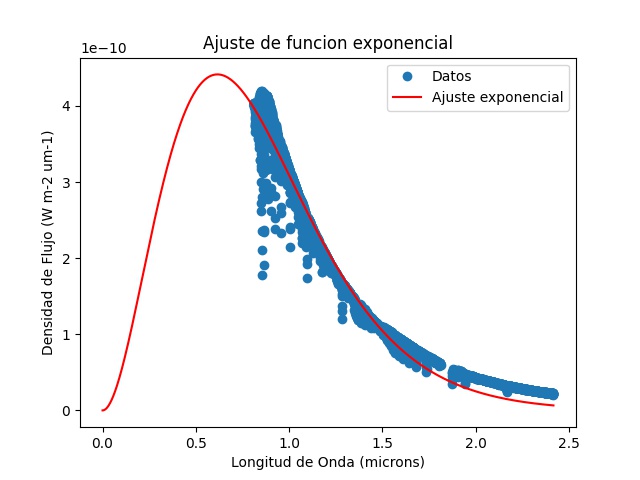 Ajuste de funcion exponencial
1e−10
Datos
Ajuste exponencial
Densidad de Flujo (W m-2 um-1)
4
3
2
1
0
0.0 0.5 1.0 1.5 2.0 2.5
Longitud de Onda (microns)